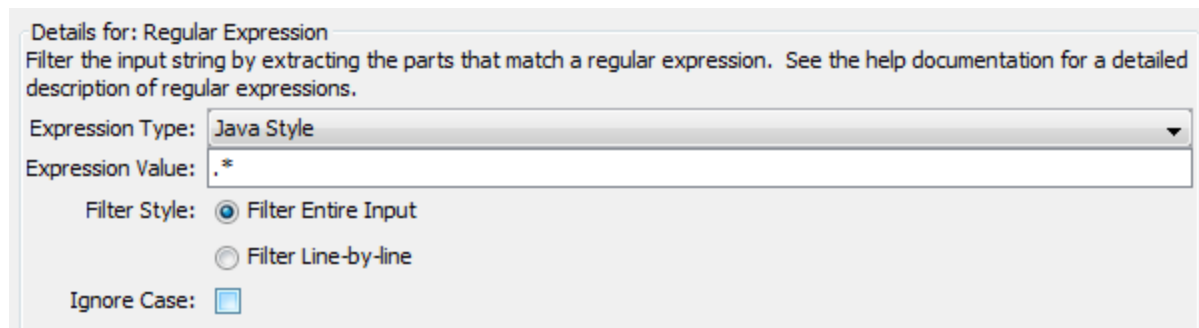 Details for: Regular Expression
Filter the input string by extracting the parts that match a regular expression.  See the help documentation for a detailed
description of regular expressions.
Expression Type: Java Style
Expression Value: .*
Filter Style: Filter Entire Input
Filter Line-by-line
Ignore Case: